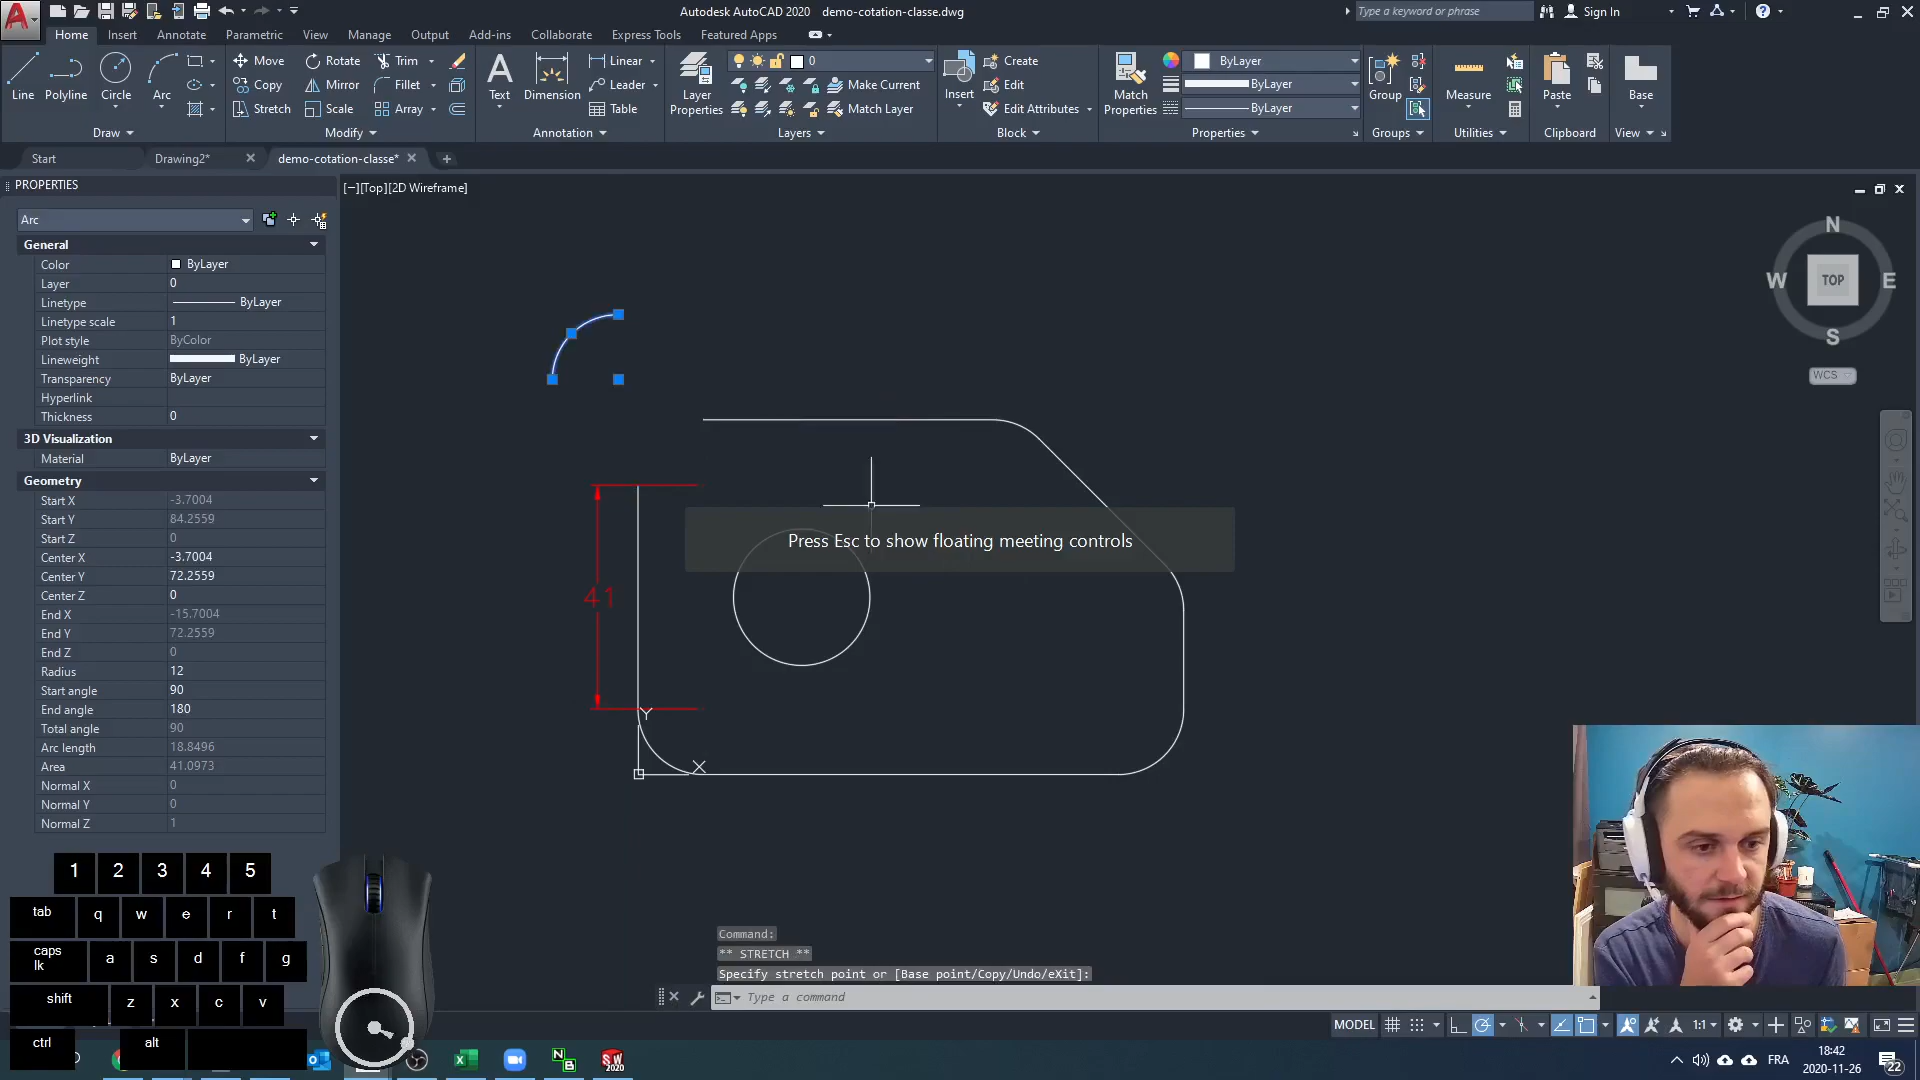 Autodesk AutoCAD 2020 demo-cotation-classe.dwg
Type a keyword or phrase
Sign In
Home Insert Annotate Parametric View Manage Output Add-ins Collaborate Express Tools Featured Apps
Line Polyline Circle Arc
Draw
Move Rotate Trim
Copy Mirror Fillet
Stretch Scale Array
Modify
Text Dimension
Linear
Leader
Table
Annotation
Layer Properties
0
Make Current
Match Layer
Layers
Insert
Create
Edit
Edit Attributes
Block
Match Properties
ByLayer
ByLayer
ByLayer
Properties
Group
Groups
Measure
Utilities
Paste
Clipboard
Base
View
Start Drawing2* demo-cotation-classe*
PROPERTIES
[−][Top][2D Wireframe]
Arc
General
Color ByLayer
Layer 0
Linetype ByLayer
Linetype scale 1
Plot style ByColor
Lineweight ByLayer
Transparency ByLayer
Hyperlink
Thickness 0
3D Visualization
Material ByLayer
Geometry
Start X -3.7004
Start Y 84.2559
Start Z 0
Center X -3.7004
Center Y 72.2559
Center Z 0
End X -15.7004
End Y 72.2559
End Z 0
Radius 12
Start angle 90
End angle 180
Total angle 90
Arc length 18.8496
Area 41.0973
Normal X 0
Normal Y 0
Normal Z 1
N
W TOP E
S
WCS
Press Esc to show floating meeting controls
41
Y
X
1 2 3 4 5
tab q w e r t
caps lk a s d f g
shift z x c v
ctrl alt
Command:
** STRETCH **
Specify stretch point or [Base point/Copy/Undo/eXit]:
Type a command
MODEL 1:1
FRA
18:42
2020-11-26
22